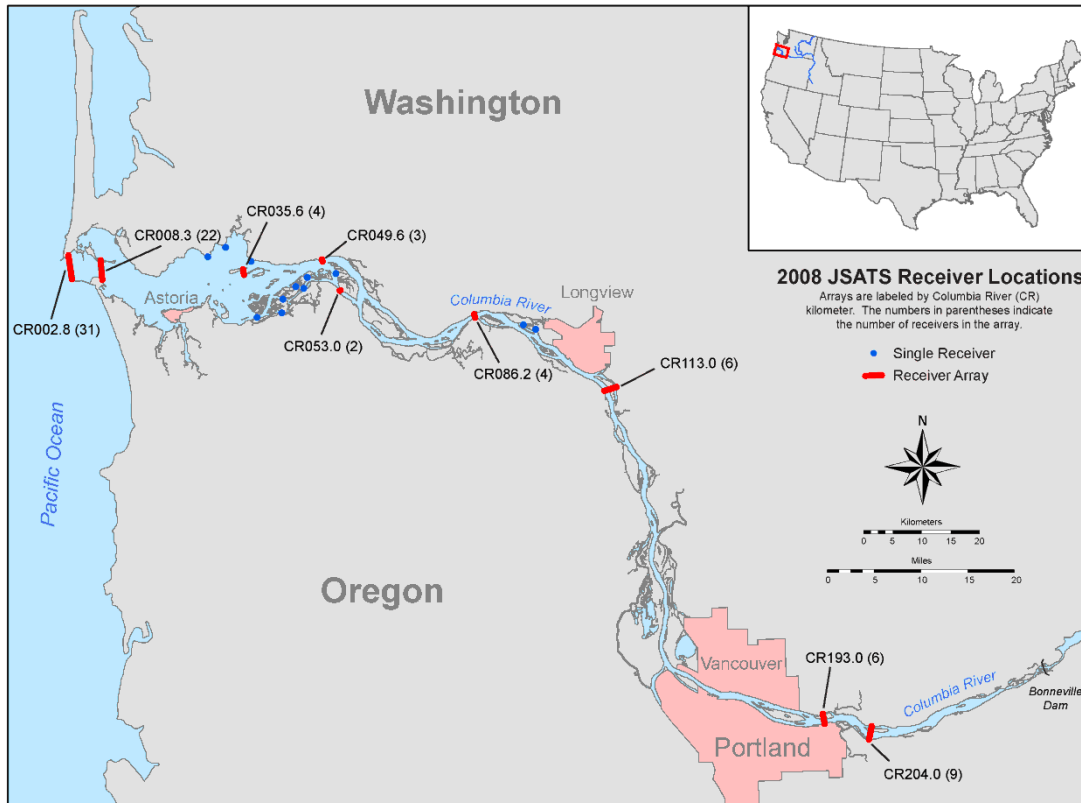 Washington
CR035.6 (4)
CR008.3 (22)
CR049.6 (3)
Astoria
Columbia River
Longview
CR002.8 (31)
CR053.0 (2)
CR086.2 (4)
CR113.0 (6)
Pacific Ocean
Oregon
2008 JSATS Receiver Locations
Arrays are labeled by Columbia River (CR)
kilometer. The numbers in parentheses indicate
the number of receivers in the array.
Single Receiver
Receiver Array
N
Kilometers
0 5 10 15 20
Miles
0 5 10 15 20
Vancouver
CR193.0 (6)
Columbia River
Bonneville
Dam
Portland
CR204.0 (9)